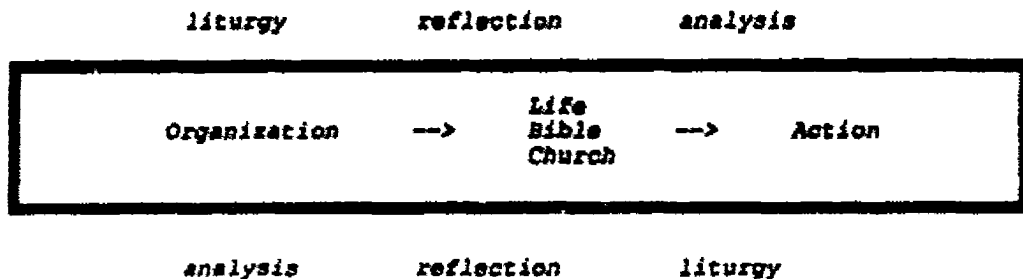 liturgy reflection analysis
Life
Organization --> Bible --> Action
Church
analysis reflection liturgy